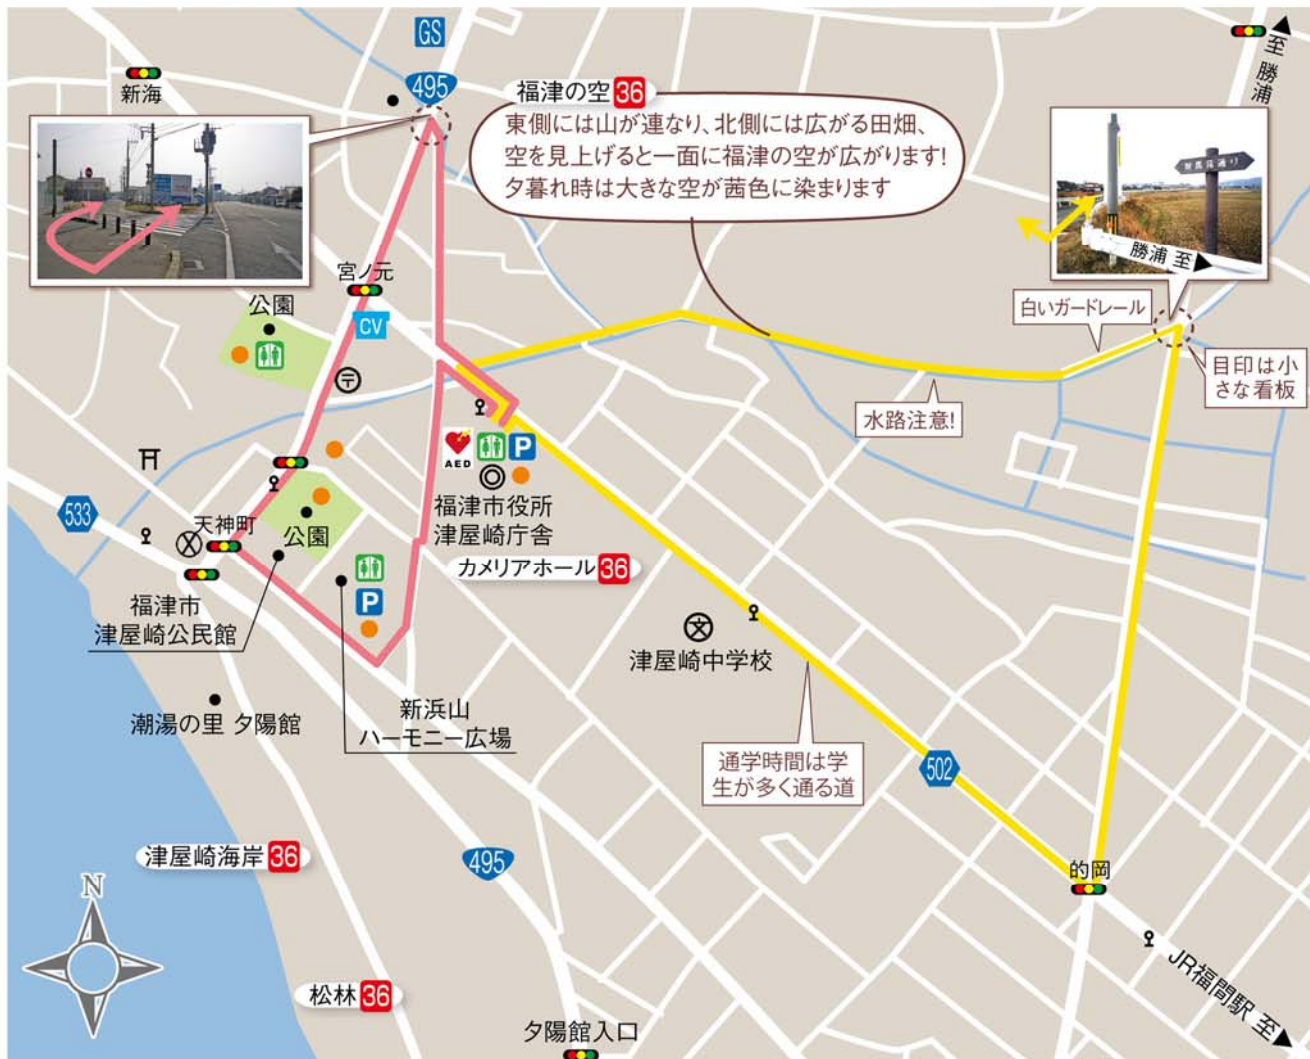 GS
495
至 勝浦
新海
福津の空 36
東側には山が連なり、北側には広がる田畑、
空を見上げると一面に福津の空が広がります!
夕暮れ時は大きな空が茜色に染まります
勝浦 至
宮ノ元
公園
CV
白いガードレール
目印は小
さな看板
水路注意!
AED
P
福津市役所
津屋崎庁舎
カメリアホール 36
533
天神町
公園
P
福津市
津屋崎公民館
津屋崎中学校
潮湯の里 夕陽館
新浜山
ハーモニー広場
通学時間は学
生が多く通る道
502
津屋崎海岸 36
495
的岡
N
松林 36
JR福間駅 至
夕陽館入口